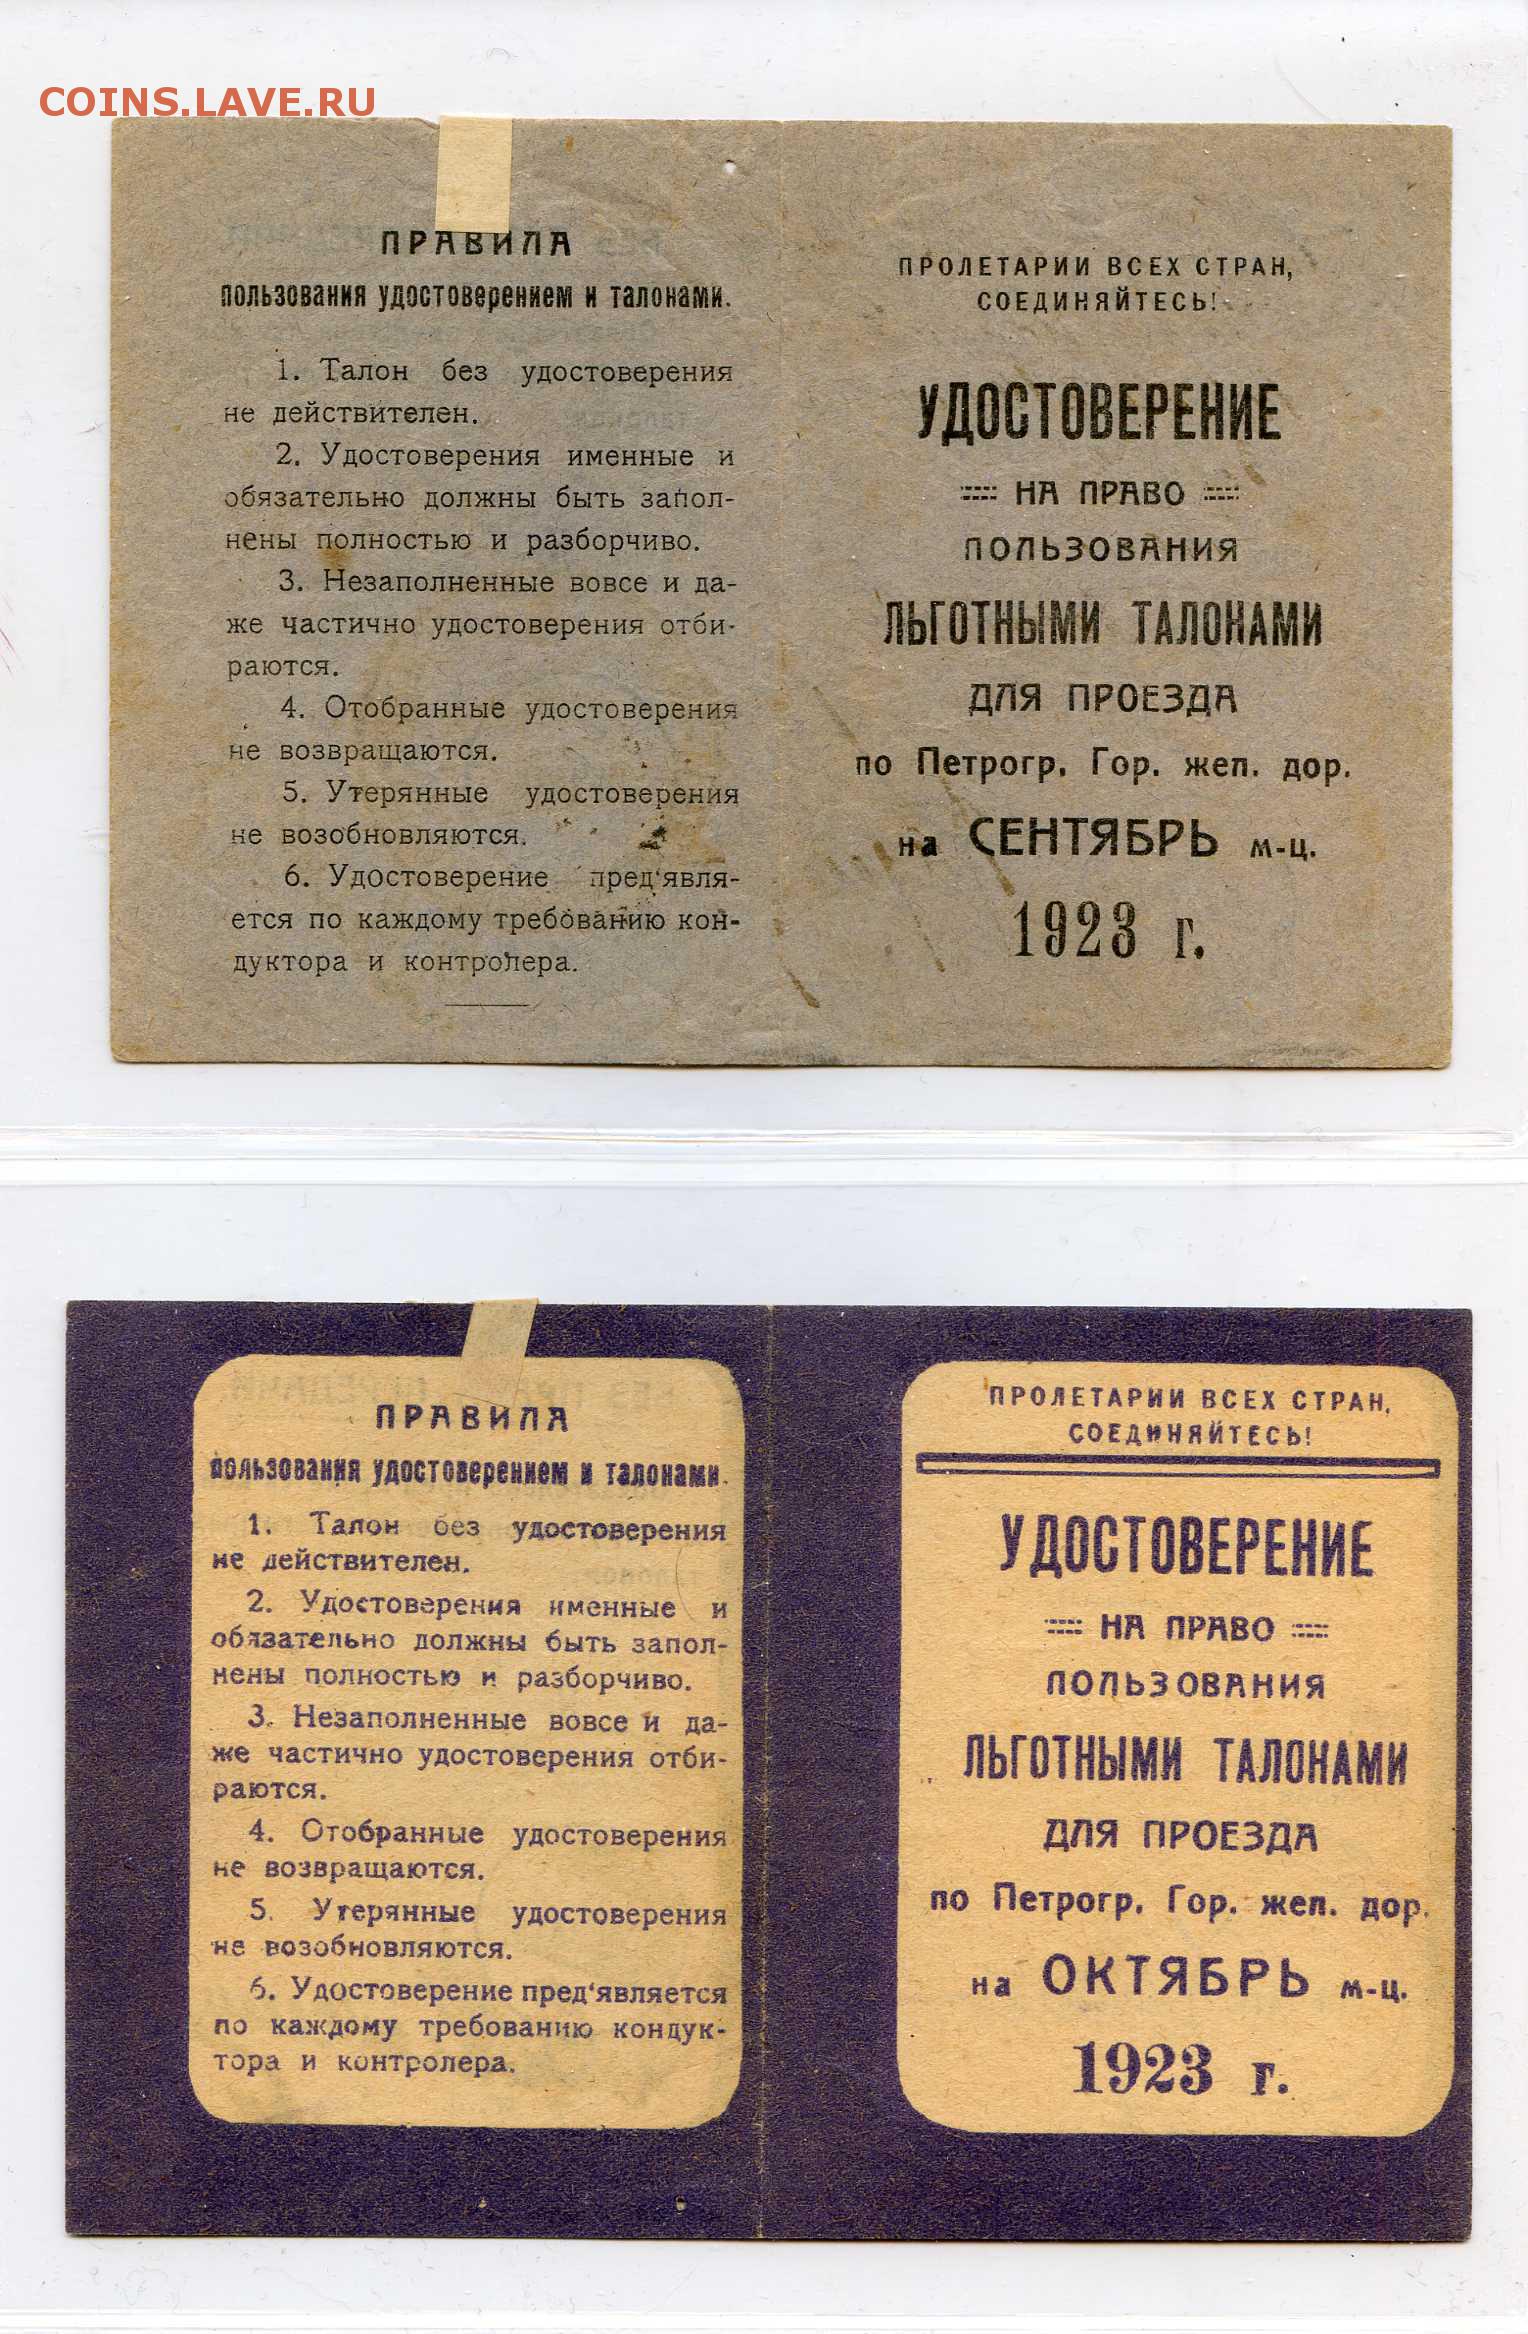 COINS.LAVE.RU
ПРАВИЛА
пользования удостоверением и талонами.
1. Талон без удостоверения
не действителен.
2. Удостоверения именные и
обязательно должны быть запол-
нены полностью и разборчиво.
3. Незаполненные вовсе и да-
же частично удостоверения отби-
раются.
4. Отобранные удостоверения
не возвращаются.
5. Утерянные удостоверения
не возобновляются.
6. Удостоверение пред'явля-
ется по каждому требованию кон-
дуктора и контролера.
ПРОЛЕТАРИИ ВСЕХ СТРАН,
СОЕДИНЯЙТЕСЬ!
УДОСТОВЕРЕНИЕ
НА ПРАВО
ПОЛЬЗОВАНИЯ
ЛЬГОТНЫМИ ТАЛОНАМИ
ДЛЯ ПРОЕЗДА
по Петрогр. Гор. жел. дор.
на СЕНТЯБРЬ м-ц.
1923 г.
ПРАВИЛА
пользования удостоверением и талонами.
1. Талон без удостоверения
не действителен.
2. Удостоверения именные и
обязательно должны быть запол-
нены полностью и разборчиво.
3. Незаполненные вовсе и да-
же частично удостоверения отби-
раются.
4. Отобранные удостоверения
не возвращаются.
5. Утерянные удостоверения
не возобновляются.
6. Удостоверение пред'является
по каждому требованию кондук-
тора и контролера.
ПРОЛЕТАРИИ ВСЕХ СТРАН,
СОЕДИНЯЙТЕСЬ!
УДОСТОВЕРЕНИЕ
НА ПРАВО
ПОЛЬЗОВАНИЯ
ЛЬГОТНЫМИ ТАЛОНАМИ
ДЛЯ ПРОЕЗДА
по Петрогр. Гор. жел. дор.
на ОКТЯБРЬ м-ц.
1923 г.